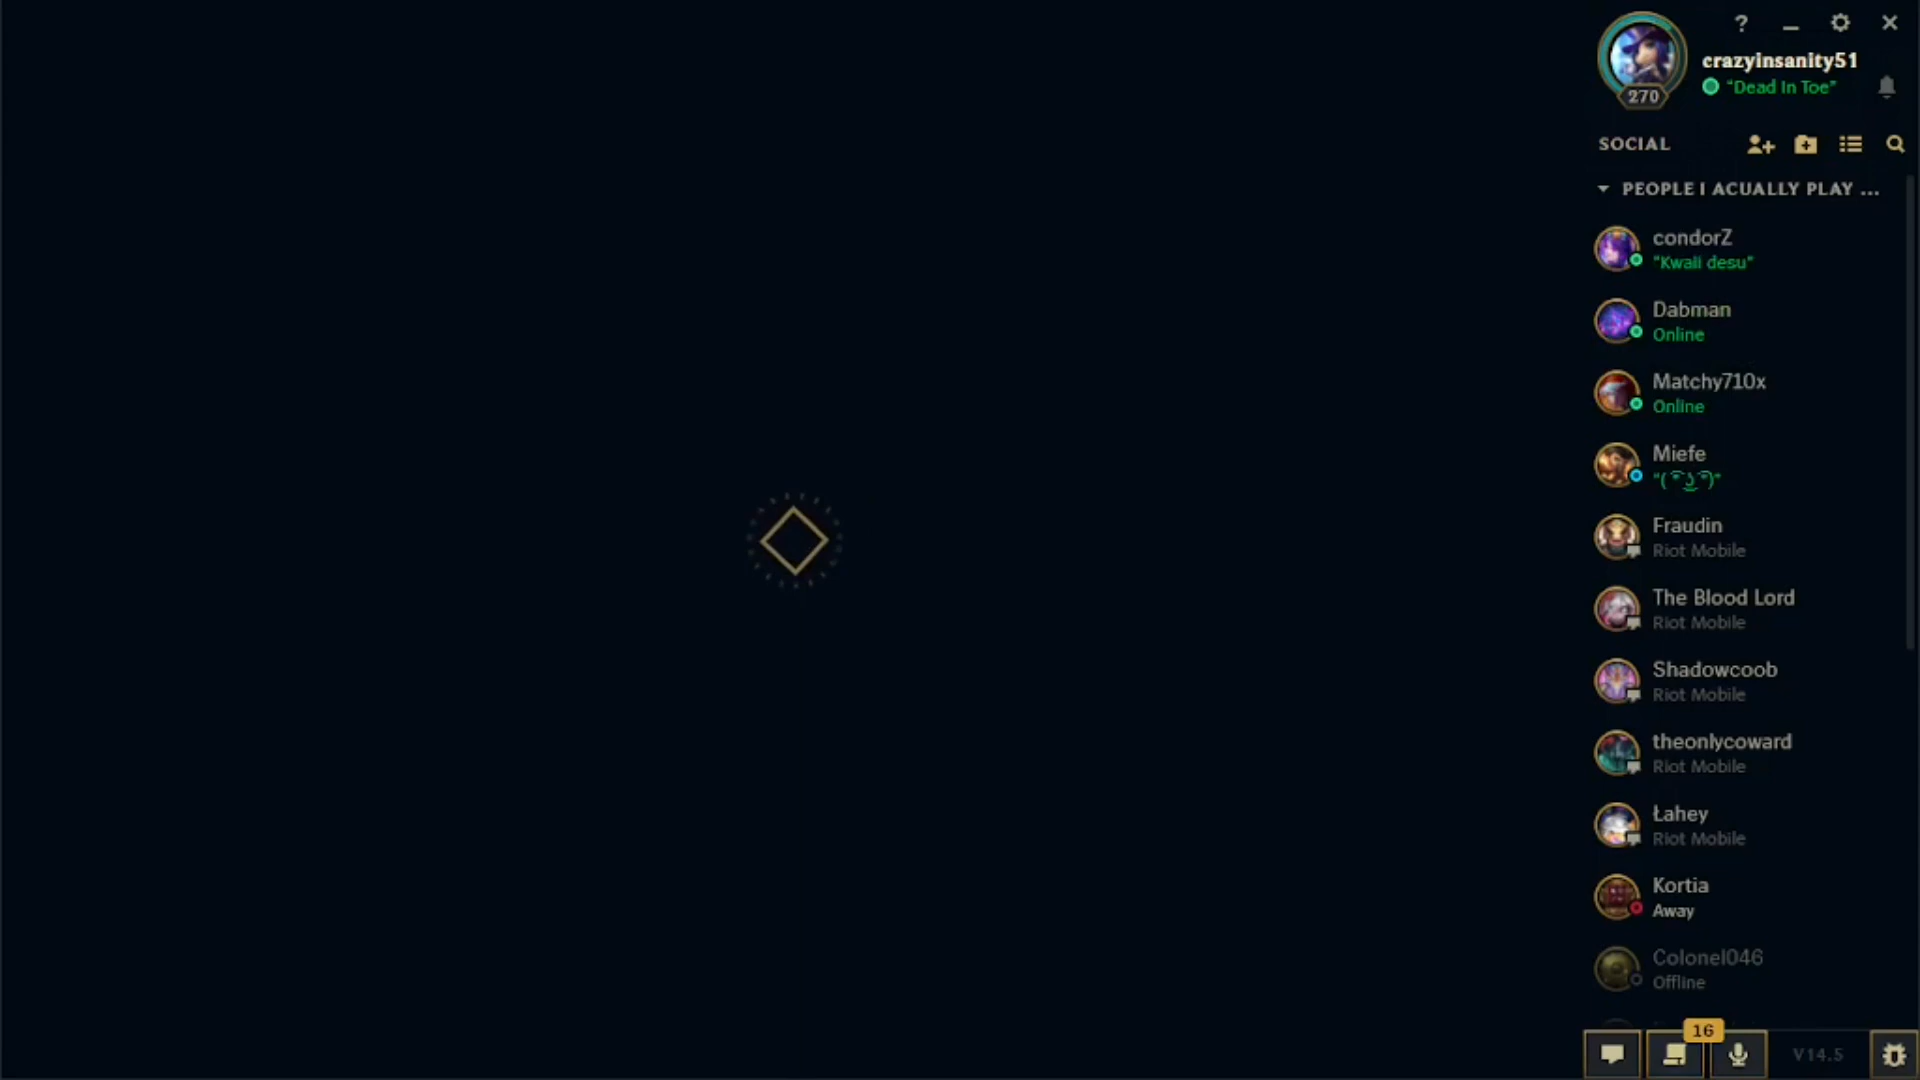 ?
crazyinsanity51
270
"Dead In Toe"
SOCIAL
PEOPLE I ACUALLY PLAY ...
condorZ
"Kwaii desu"
Dabman
Online
Matchy710x
Online
Miefe
"( ͡° ͜ʖ ͡°)"
Fraudin
Riot Mobile
The Blood Lord
Riot Mobile
Shadowcoob
Riot Mobile
theonlycoward
Riot Mobile
Łahey
Riot Mobile
Kortia
Away
Colonel046
Offline
16
V14.5